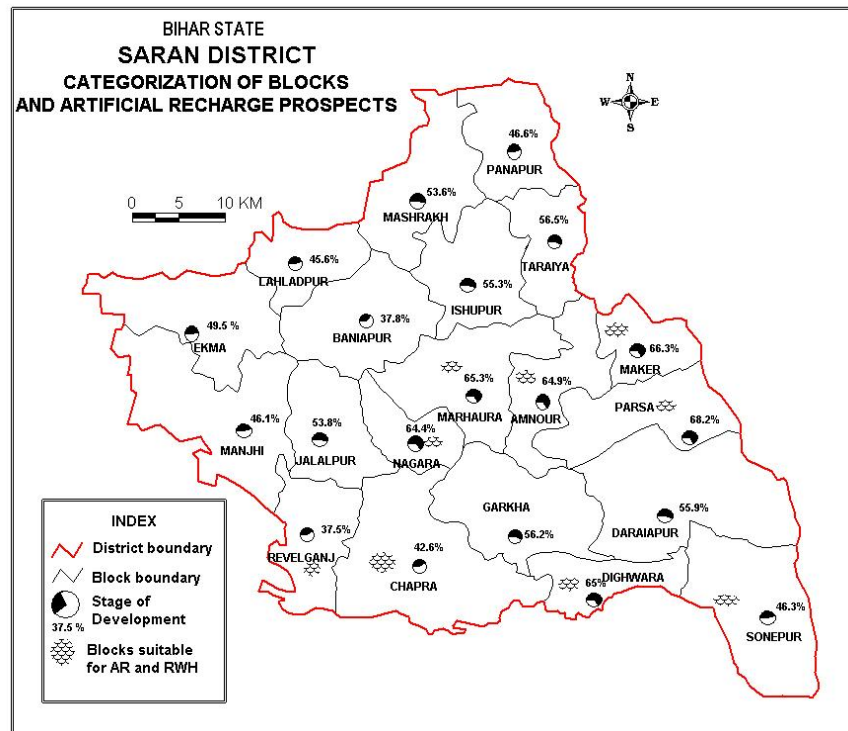 BIHAR STATE
SARAN DISTRICT
CATEGORIZATION OF BLOCKS
AND ARTIFICIAL RECHARGE PROSPECTS
N
W E
S
0 5 10 KM
46.6%
PANAPUR
53.6%
MASHRAKH
56.5%
TARAIYA
45.6%
LAHLADPUR
55.3%
ISHUPUR
37.8%
BANIAPUR
49.5 %
EKMA
66.3%
MAKER
65.3%
MARHAURA
64.9%
AMNOUR
PARSA
68.2%
46.1%
MANJHI
53.8%
JALALPUR
64.4%
NAGARA
GARKHA
56.2%
55.9%
DARAIAPUR
37.5%
REVELGANJ
42.6%
CHAPRA
DIGHWARA
65%
46.3%
SONEPUR
INDEX
District boundary
Block boundary
Stage of
Development
37.5 %
Blocks suitable
for AR and RWH